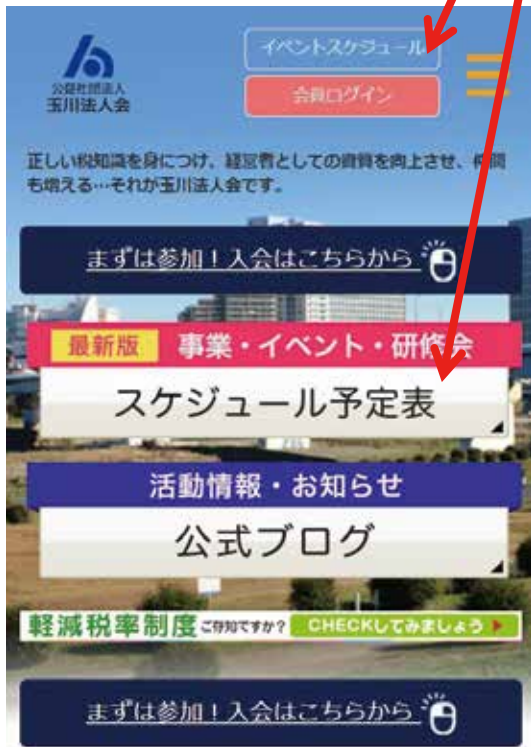 イベントスケジュール
公益社団法人
玉川法人会
会員ログイン
正しい税知識を身につけ、経営者としての資質を向上させ、仲間
も増える…それが玉川法人会です。
まずは参加！入会はこちらから
最新版 事業・イベント・研修会
スケジュール予定表
活動情報・お知らせ
公式ブログ
軽減税率制度 ご存知ですか？ CHECKしてみましょう
まずは参加！入会はこちらから